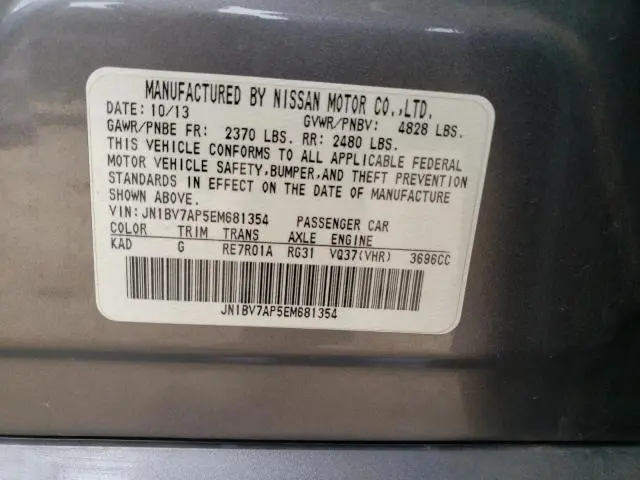 MANUFACTURED BY NISSAN MOTOR CO.,LTD.
DATE: 10/13 GVWR/PNBV: 4828 LBS.
GAWR/PNBE FR: 2370 LBS. RR: 2480 LBS.
THIS VEHICLE CONFORMS TO ALL APPLICABLE FEDERAL
MOTOR VEHICLE SAFETY,BUMPER,AND THEFT PREVENTION
STANDARDS IN EFFECT ON THE DATE OF MANUFACTURE
SHOWN ABOVE.
VIN:JN1BV7AP5EM681354 PASSENGER CAR
COLOR TRIM TRANS AXLE ENGINE
KAD G RE7R01A RG31 VQ37(VHR) 3696CC
JN1BV7AP5EM681354